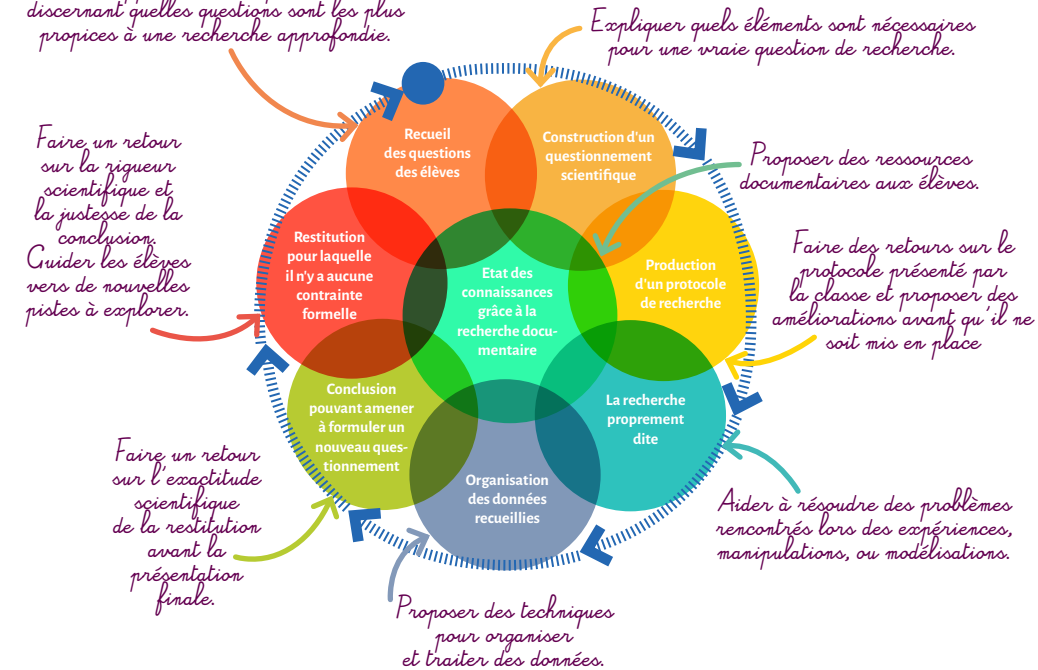 discernant quelles questions sont les plus
propices à une recherche approfondie.
Expliquer quels éléments sont nécessaires
pour une vraie question de recherche.
Recueil
des questions
des élèves
Construction d'un
questionnement
scientifique
Proposer des ressources
documentaires aux élèves.
Faire un retour
sur la rigueur
scientifique et
la justesse de la
conclusion.
Guider les élèves
vers de nouvelles
pistes à explorer.
Restitution
pour laquelle
il n'y a aucune
contrainte
formelle
Etat des
connaissances
grâce à la
recherche docu-
mentaire
Production
d'un protocole
de recherche
Faire des retours sur le
protocole présenté par
la classe et proposer des
améliorations avant qu'il ne
soit mis en place
Conclusion
pouvant amener
à formuler un
nouveau ques-
tionnement
La recherche
proprement
dite
Organisation
des données
recueillies
Faire un retour
sur l'exactitude
scientifique
de la restitution
avant la
présentation
finale.
Aider à résoudre des problèmes
rencontrés lors des expériences,
manipulations, ou modélisations.
Proposer des techniques
pour organiser
et traiter des données.